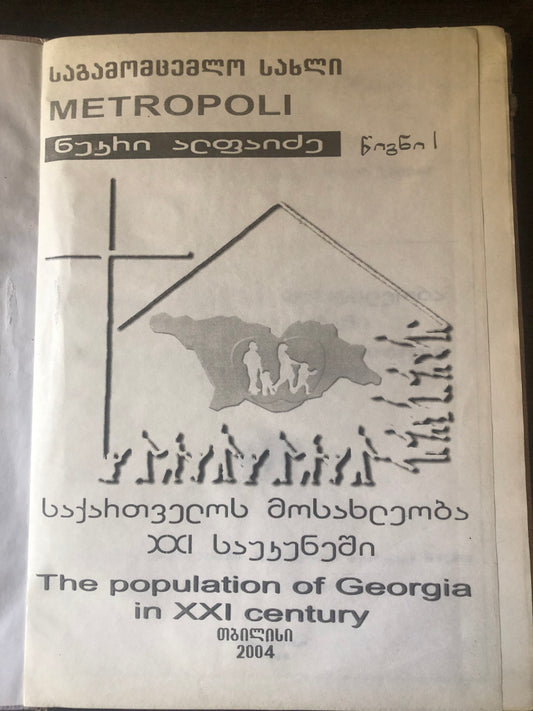 საგამომცემლო სახლი
METROPOLI
ნუკრი ალფაიძე
წიგნი I
საქართველოს მოსახლეობა
XXI საუკუნეში
The population of Georgia
in XXI century
თბილისი
2004